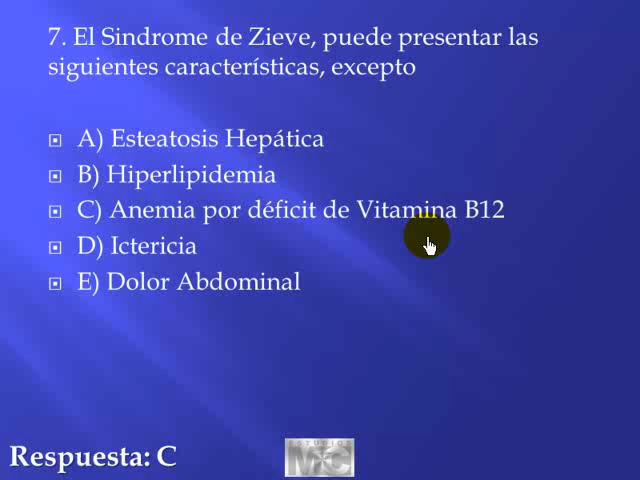 7. El Sindrome de Zieve, puede presentar las
siguientes características, excepto
A) Esteatosis Hepática
B) Hiperlipidemia
C) Anemia por déficit de Vitamina B12
D) Ictericia
E) Dolor Abdominal
Respuesta: C
ESTUDIOS
MC